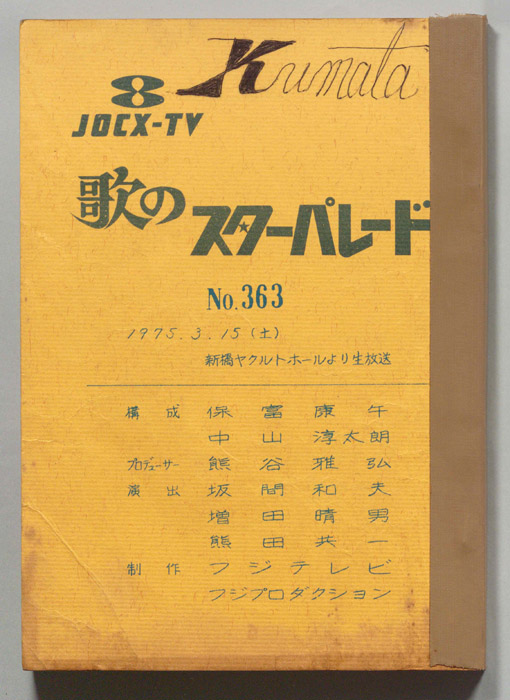 Kumata
8
JOCX-TV
歌のスターパレード
No.363
1975.3.15(土)
新橋ヤクルトホールより生放送
構成 保富康午
中山淳太朗
プロデューサー 熊谷雅弘
演出 坂間和夫
増田晴男
熊田共一
制作 フジテレビ
フジプロダクション